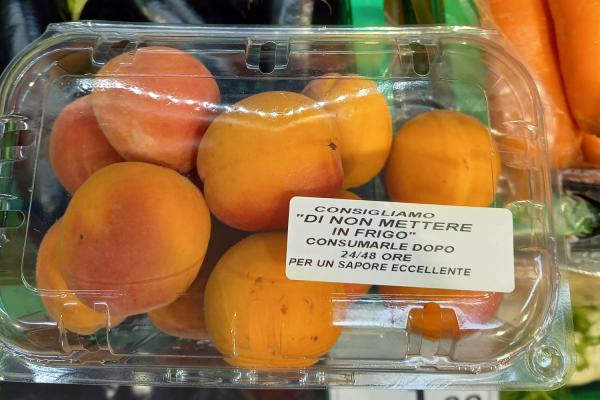 CONSIGLIAMO
"DI NON METTERE
IN FRIGO"
CONSUMARLE DOPO
24/48 ORE
PER UN SAPORE ECCELLENTE